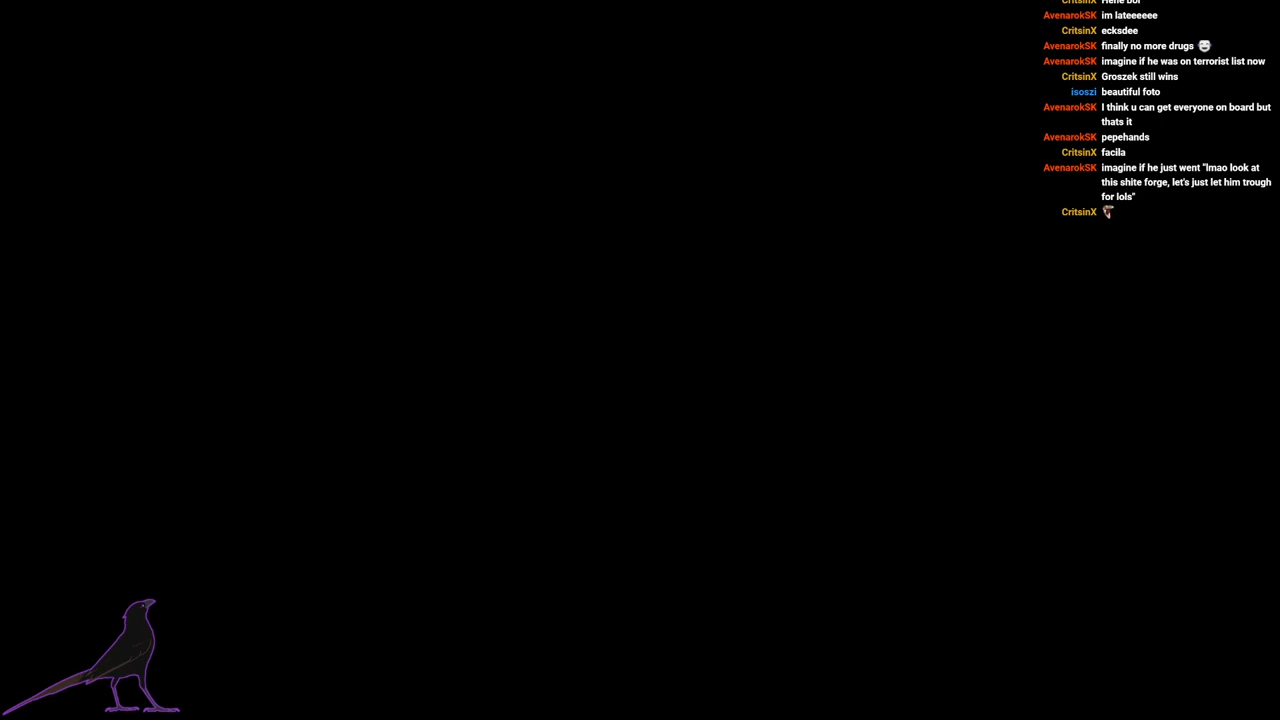 CritsinX Hehe boi
AvenarokSK im lateeeeee
CritsinX ecksdee
AvenarokSK finally no more drugs
AvenarokSK imagine if he was on terrorist list now
CritsinX Groszek still wins
isoszi beautiful foto
AvenarokSK I think u can get everyone on board but
thats it
AvenarokSK pepehands
CritsinX facila
AvenarokSK imagine if he just went "lmao look at
this shite forge, let's just let him trough
for lols"
CritsinX